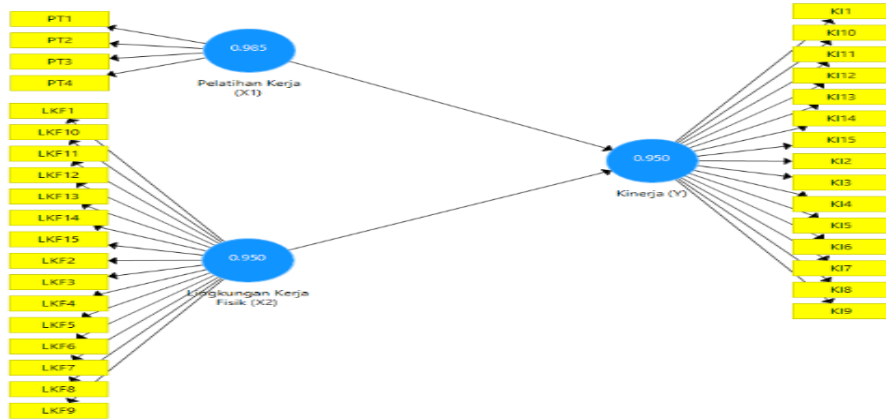 PT1
PT2
PT3
PT4
0.985
Pelatihan Kerja
(X1)
LKF1
LKF10
LKF11
LKF12
LKF13
LKF14
LKF15
LKF2
LKF3
LKF4
LKF5
LKF6
LKF7
LKF8
LKF9
0.950
Lingkungan Kerja
Fisik (X2)
0.950
Kinerja (Y)
KI1
KI10
KI11
KI12
KI13
KI14
KI15
KI2
KI3
KI4
KI5
KI6
KI7
KI8
KI9